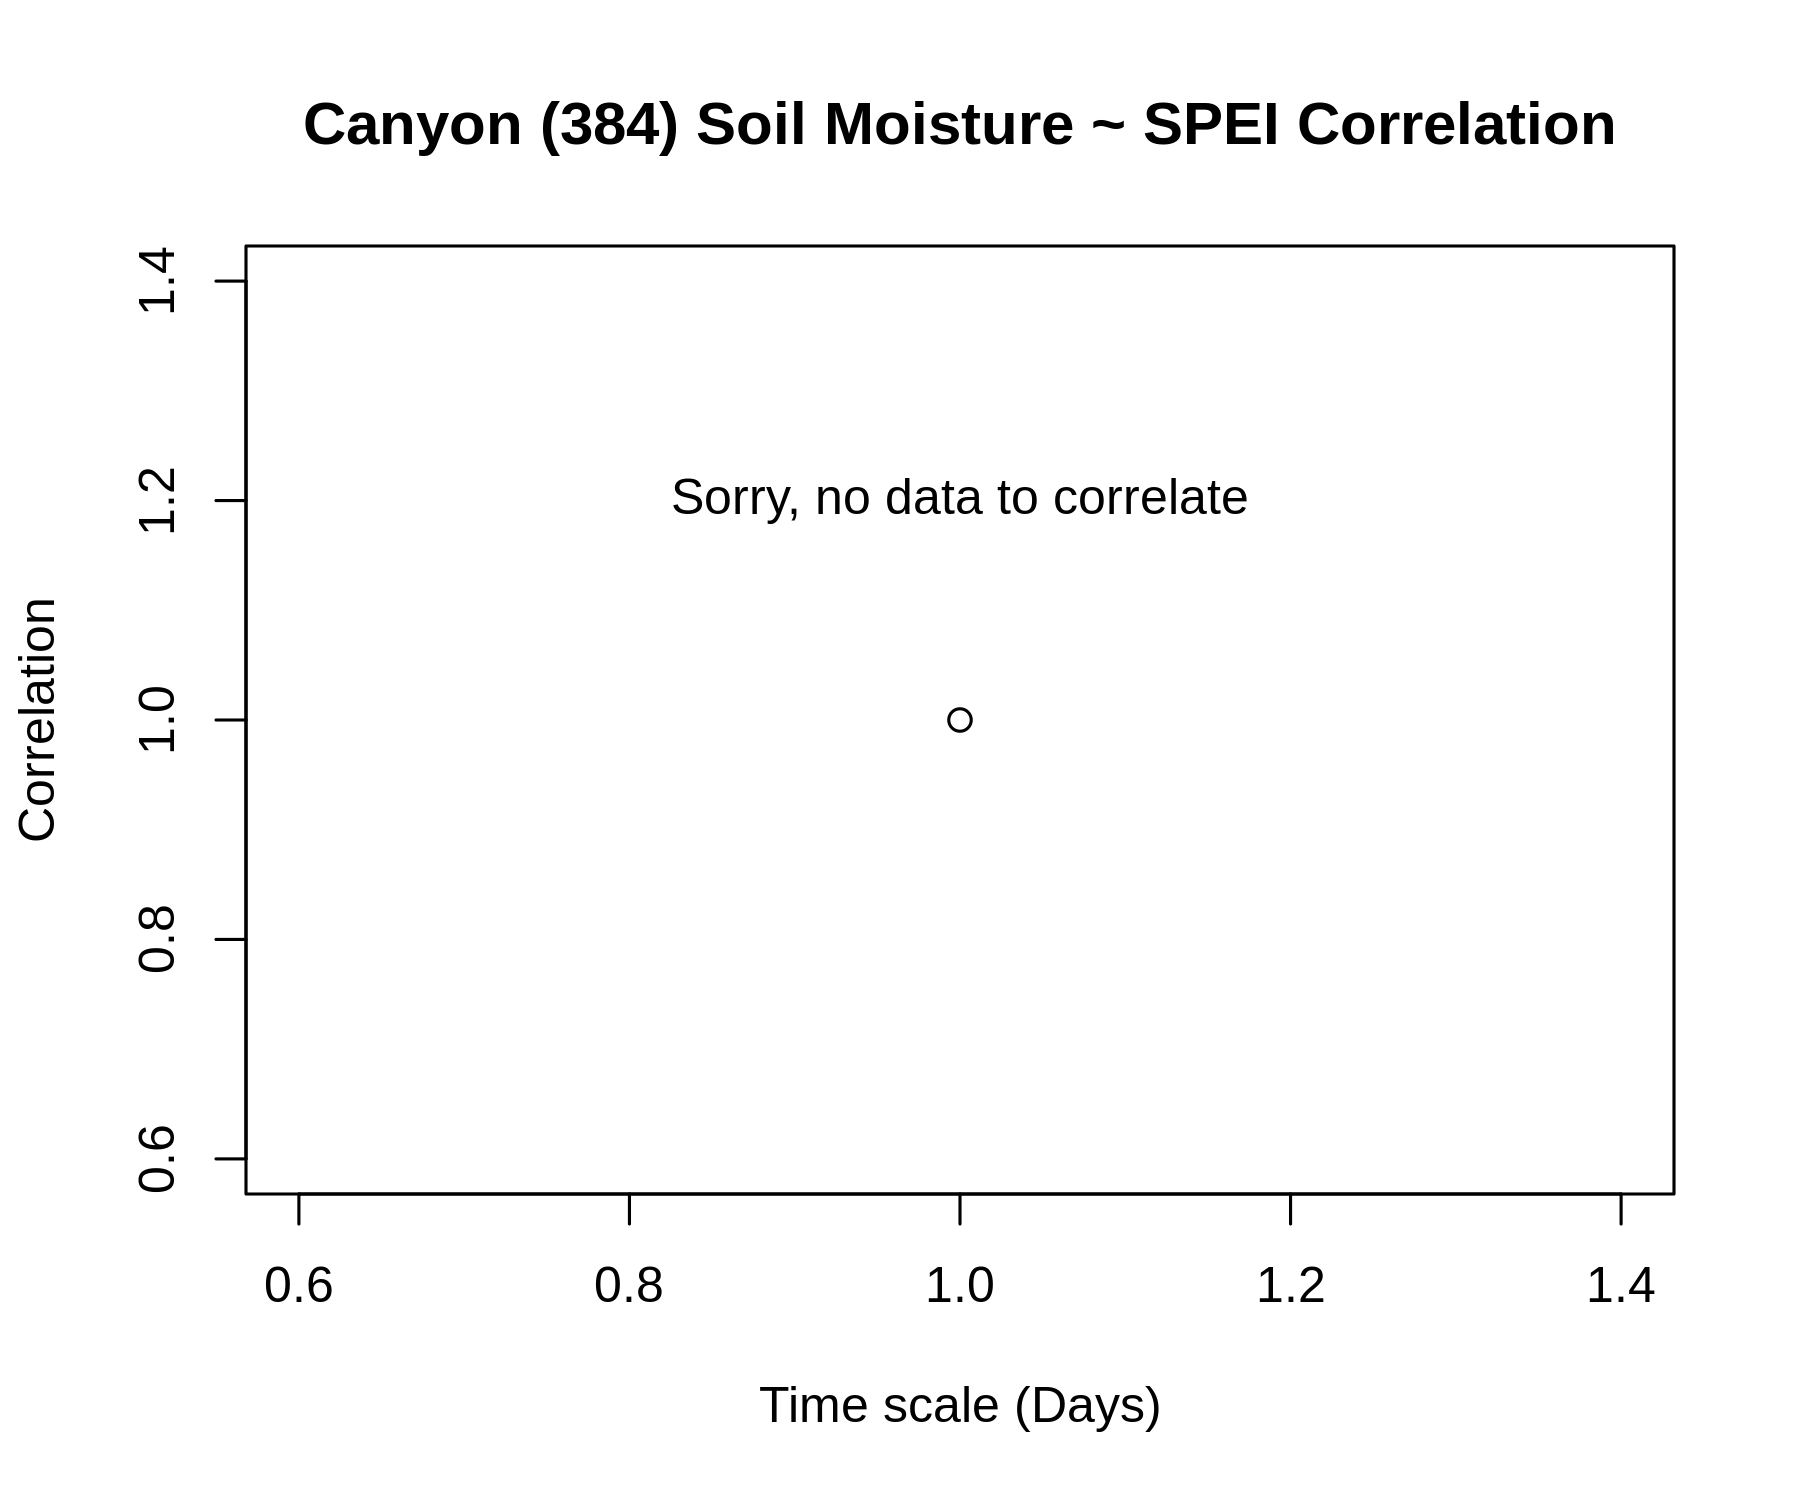 Canyon (384) Soil Moisture ~ SPEI Correlation
1.4
1.2
1.0
0.8
0.6
Correlation
Sorry, no data to correlate
0.6 0.8 1.0 1.2 1.4
Time scale (Days)